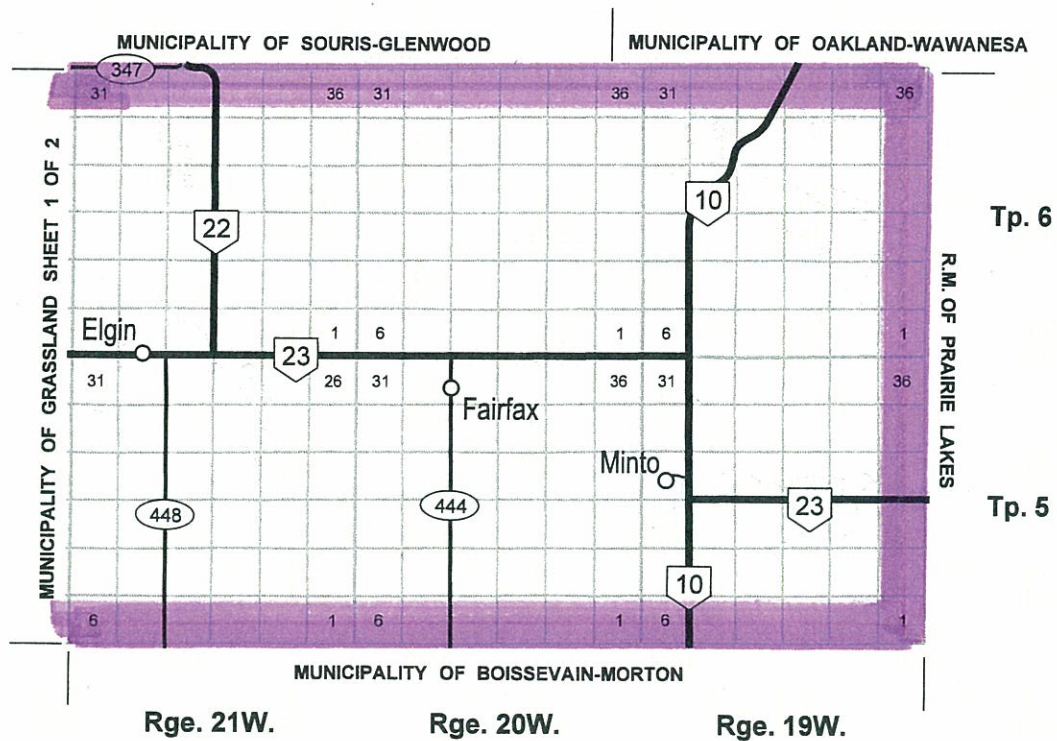 MUNICIPALITY OF SOURIS-GLENWOOD
MUNICIPALITY OF OAKLAND-WAWANESA
347
31
36 31
36 31
36
MUNICIPALITY OF GRASSLAND SHEET 1 OF 2
22
10
Tp. 6
R.M. OF PRAIRIE LAKES
Elgin
1 6
1 6
1
23
31
26 31
36 31
36
Fairfax
Minto
448
444
23
Tp. 5
10
6
1 6
1 6
1
MUNICIPALITY OF BOISSEVAIN-MORTON
Rge. 21W.
Rge. 20W.
Rge. 19W.